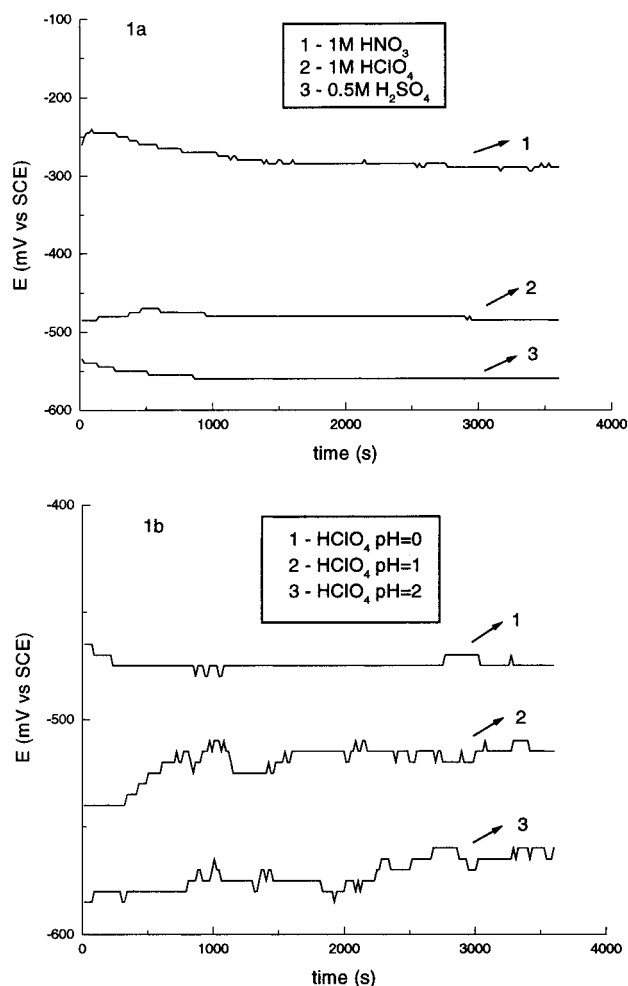 1a
1 - 1M HNO₃
2 - 1M HClO₄
3 - 0.5M H₂SO₄
-100
-200
-300
-400
-500
-600
E (mV vs SCE)
1
2
3
0 1000 2000 3000 4000
time (s)
1b
1 - HClO₄ pH=0
2 - HClO₄ pH=1
3 - HClO₄ pH=2
-400
-500
-600
E (mV vs SCE)
1
2
3
0 1000 2000 3000 4000
time (s)